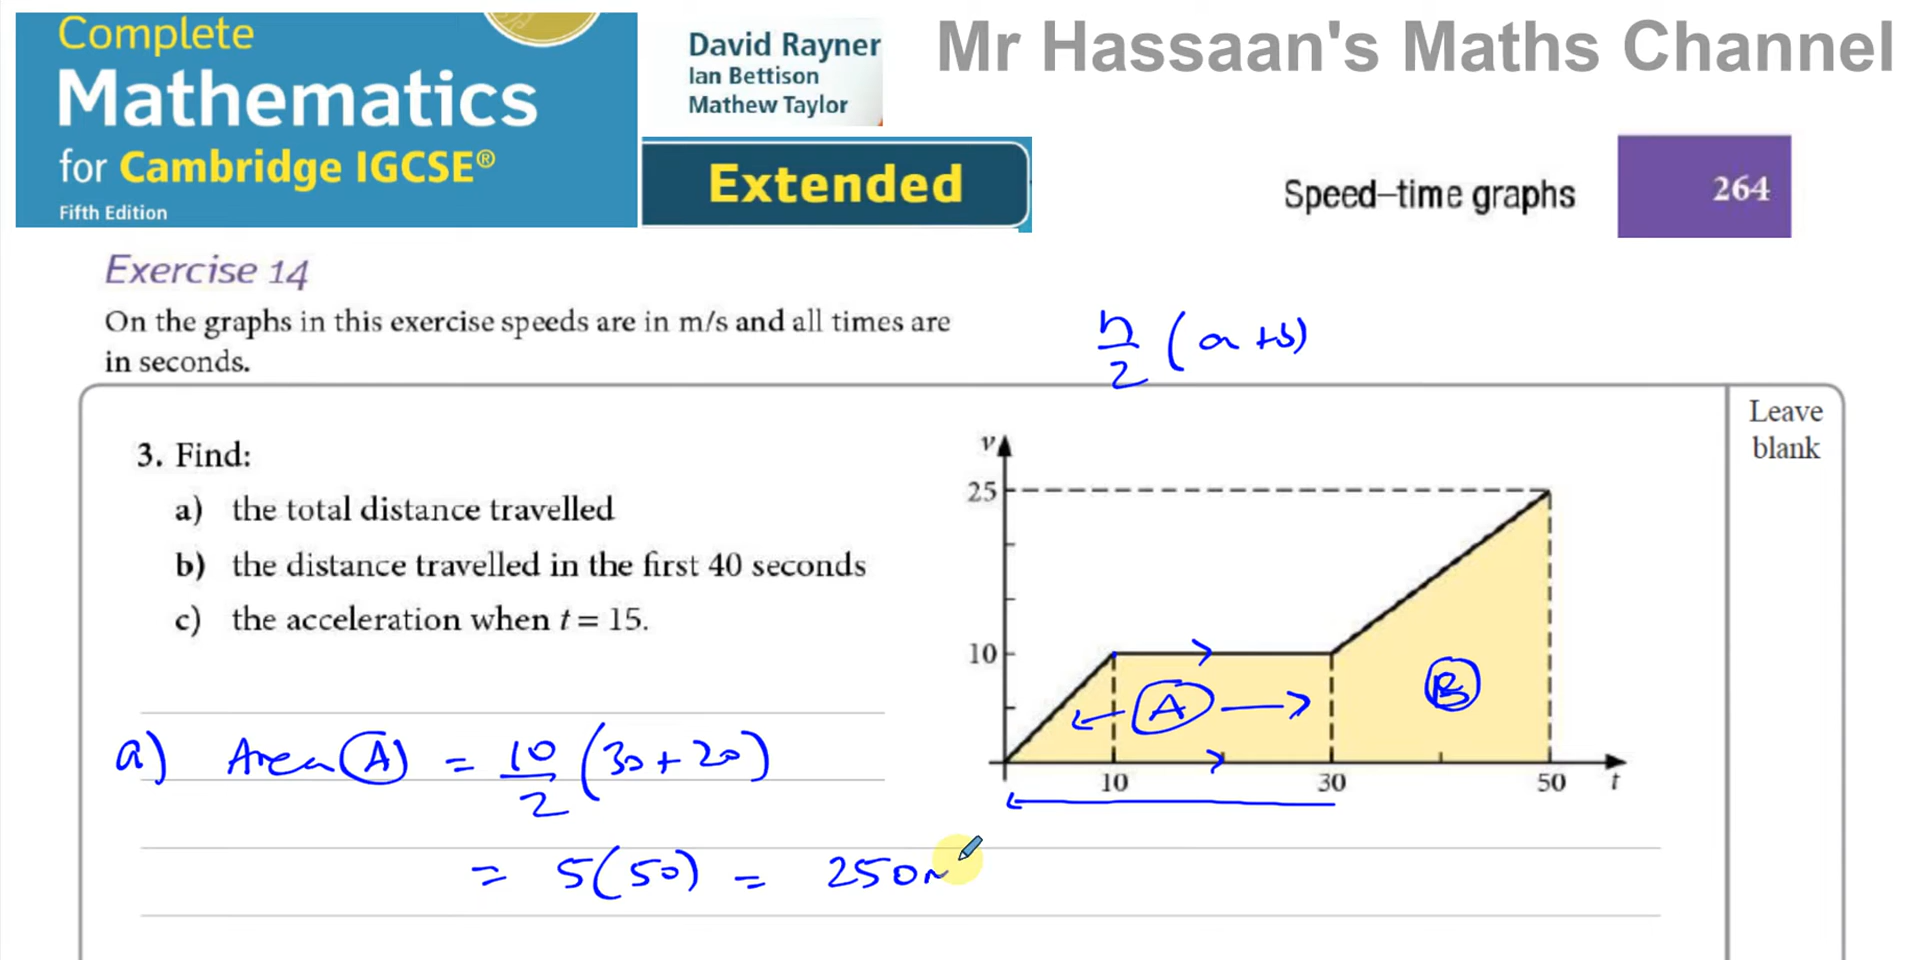 Complete
Mathematics
for Cambridge IGCSE®
Fifth Edition
David Rayner
Ian Bettison
Mathew Taylor
Extended
Mr Hassaan's Maths Channel
Speed–time graphs
264
Exercise 14
On the graphs in this exercise speeds are in m/s and all times are
in seconds.
h/2 (a+b)
Leave
blank
3. Find:
a) the total distance travelled
b) the distance travelled in the first 40 seconds
c) the acceleration when t = 15.
v
25
10
A
B
10 30 50 t
a) Area (A) = 10/2 (30+20)
= 5(50) = 250m